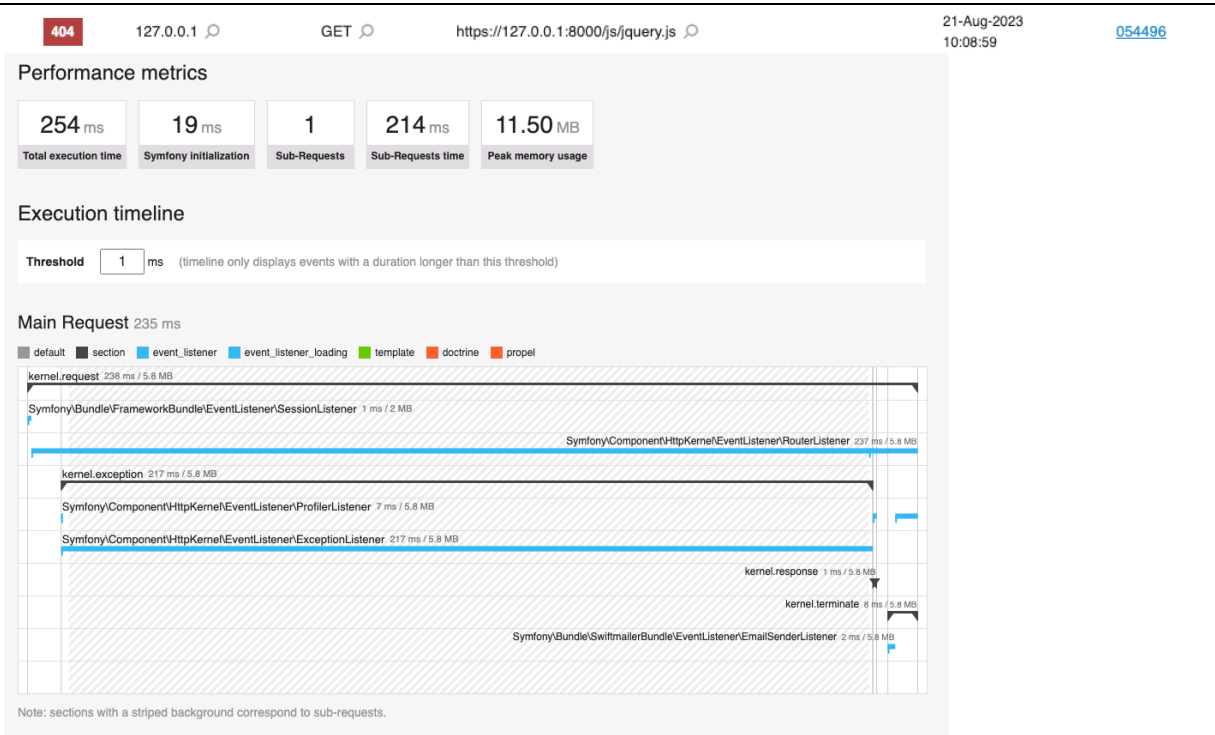 404 127.0.0.1 GET https://127.0.0.1:8000/js/jquery.js 21-Aug-2023 10:08:59 054496
Performance metrics
254 ms 19 ms 1 214 ms 11.50 MB
Total execution time Symfony initialization Sub-Requests Sub-Requests time Peak memory usage
Execution timeline
Threshold 1 ms (timeline only displays events with a duration longer than this threshold)
Main Request 235 ms
default section event_listener event_listener_loading template doctrine propel
kernel.request 238 ms / 5.8 MB
Symfony\Bundle\FrameworkBundle\EventListener\SessionListener 1 ms / 2 MB
Symfony\Component\HttpKernel\EventListener\RouterListener 237 ms / 5.8 MB
kernel.exception 217 ms / 5.8 MB
Symfony\Component\HttpKernel\EventListener\ProfilerListener 7 ms / 5.8 MB
Symfony\Component\HttpKernel\EventListener\ExceptionListener 217 ms / 5.8 MB
kernel.response 1 ms / 5.8 MB
kernel.terminate 8 ms / 5.8 MB
Symfony\Bundle\SwiftmailerBundle\EventListener\EmailSenderListener 2 ms / 5.8 MB
Note: sections with a striped background correspond to sub-requests.